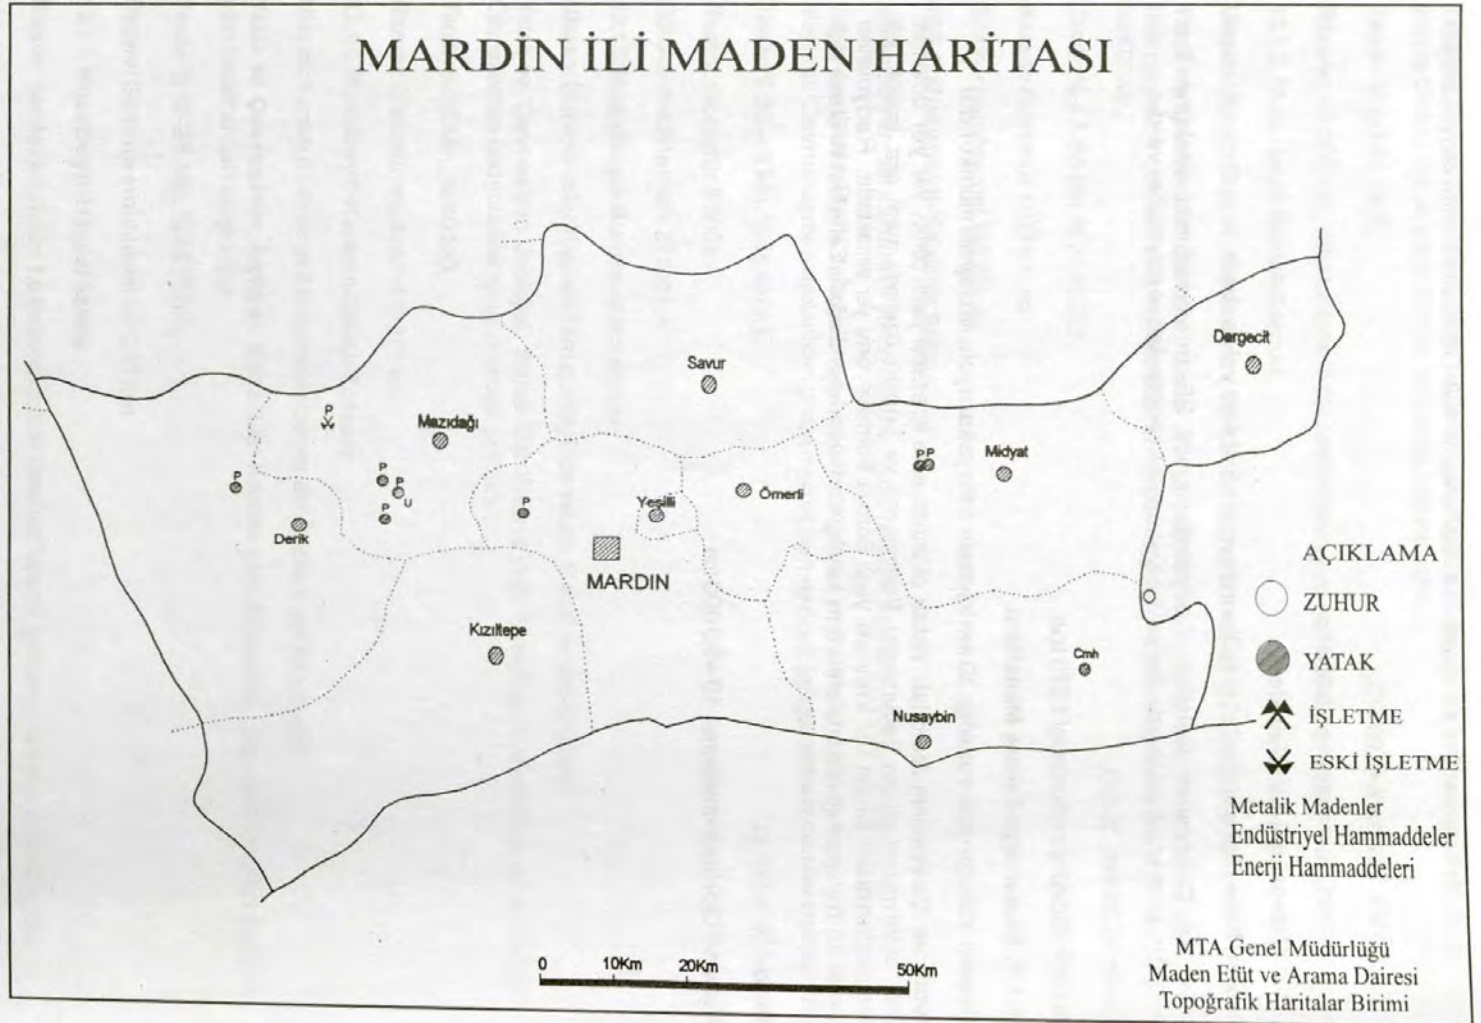 MARDİN İLİ MADEN HARİTASI
Dargecit
Savur
P
Mazıdağı
Midyat
P P
P
P
P
U
P
P
Derik
Yeşilli
Ömerli
MARDIN
Kızıltepe
Cmh
Nusaybin
AÇIKLAMA
ZUHUR
YATAK
İŞLETME
ESKİ İŞLETME
Metalik Madenler
Endüstriyel Hammaddeler
Enerji Hammaddeleri
0 10Km 20Km 50Km
MTA Genel Müdürlüğü
Maden Etüt ve Arama Dairesi
Topoğrafik Haritalar Birimi